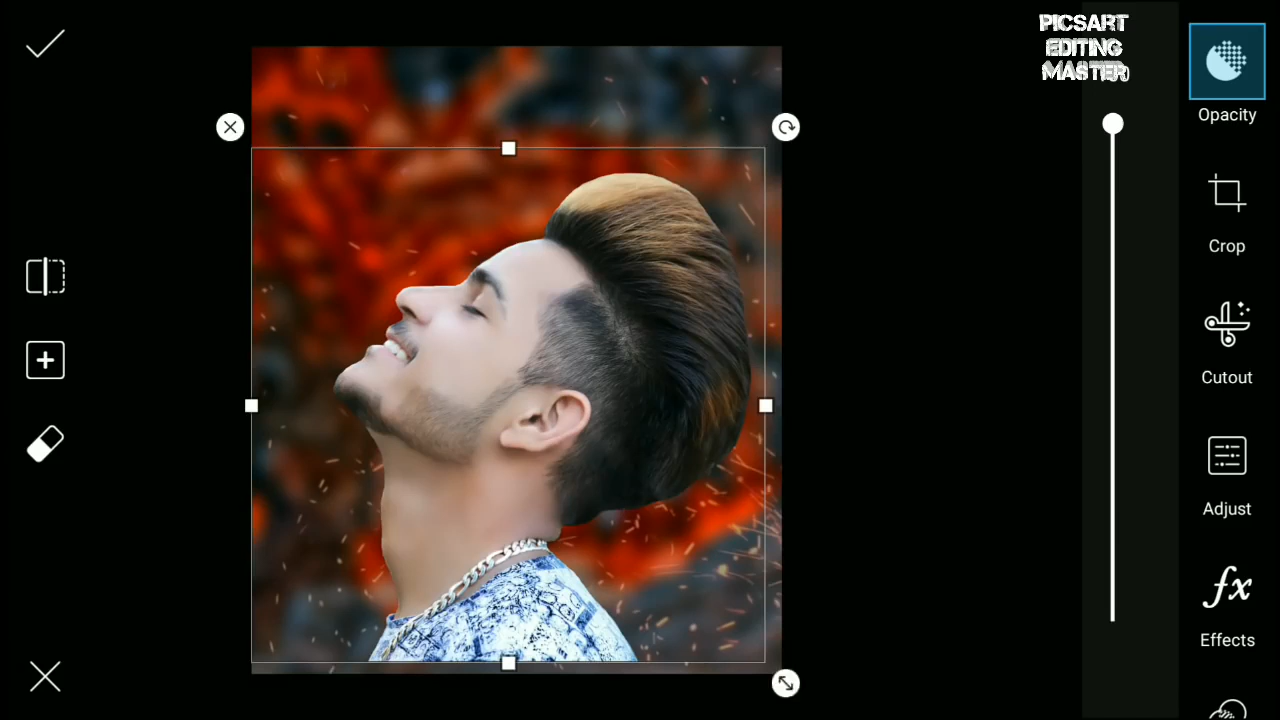 PICSART
EDITING
MASTER
Opacity
Crop
Cutout
Adjust
fx
Effects